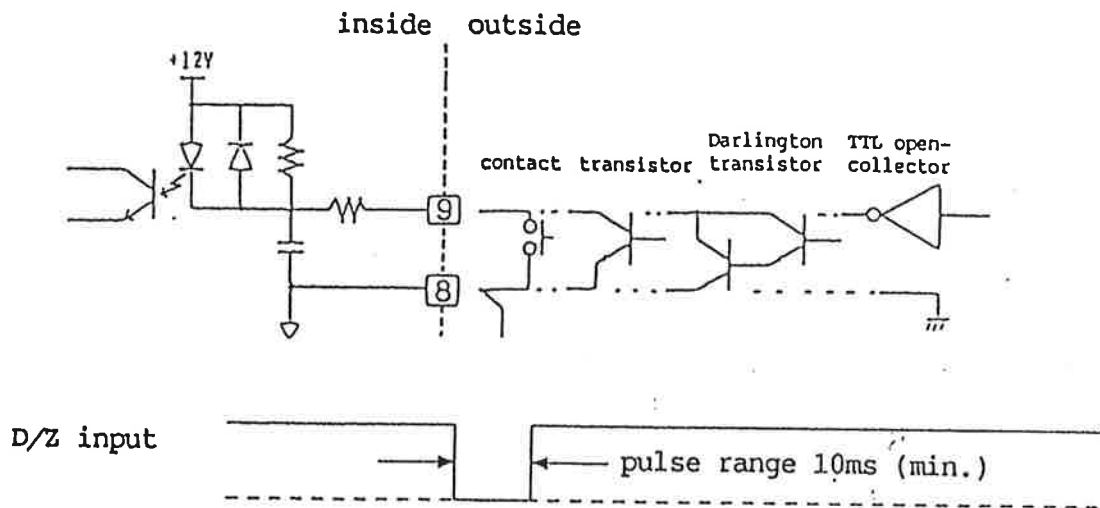 inside outside
+12V
Darlington TTL open-
contact transistor transistor collector
9
8
D/Z input
pulse range 10ms (min.)